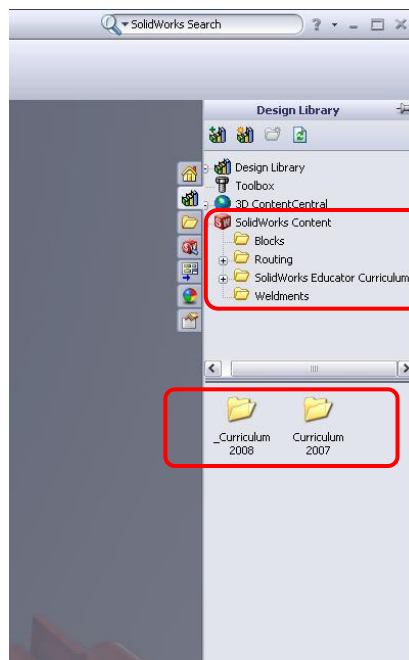 SolidWorks Search ?
Design Library
Design Library
Toolbox
3D ContentCentral
SolidWorks Content
Blocks
Routing
SolidWorks Educator Curriculum
Weldments
_Curriculum
2008
Curriculum
2007